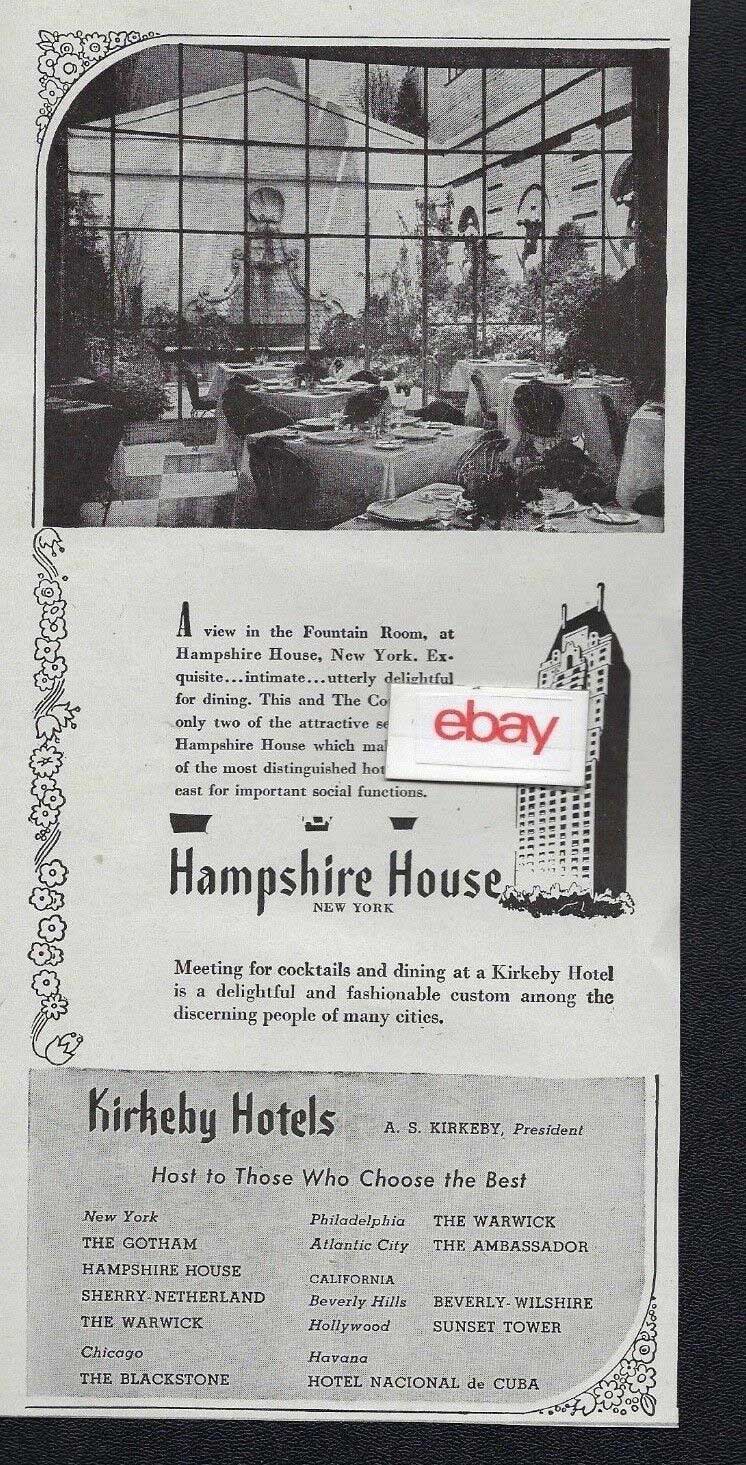 A view in the Fountain Room, at
Hampshire House, New York. Ex-
quisite...intimate...utterly delightful
for dining. This and The
only two of the attractive
Hampshire House which
of the most distinguished
east for important social functions.
ebay
Hampshire House
NEW YORK
Meeting for cocktails and dining at a Kirkeby Hotel
is a delightful and fashionable custom among the
discerning people of many cities.
Kirkeby Hotels A. S. KIRKEBY, President
Host to Those Who Choose the Best
New York
THE GOTHAM
HAMPSHIRE HOUSE
SHERRY-NETHERLAND
THE WARWICK
Chicago
THE BLACKSTONE
Philadelphia THE WARWICK
Atlantic City THE AMBASSADOR
CALIFORNIA
Beverly Hills BEVERLY-WILSHIRE
Hollywood SUNSET TOWER
Havana
HOTEL NACIONAL de CUBA